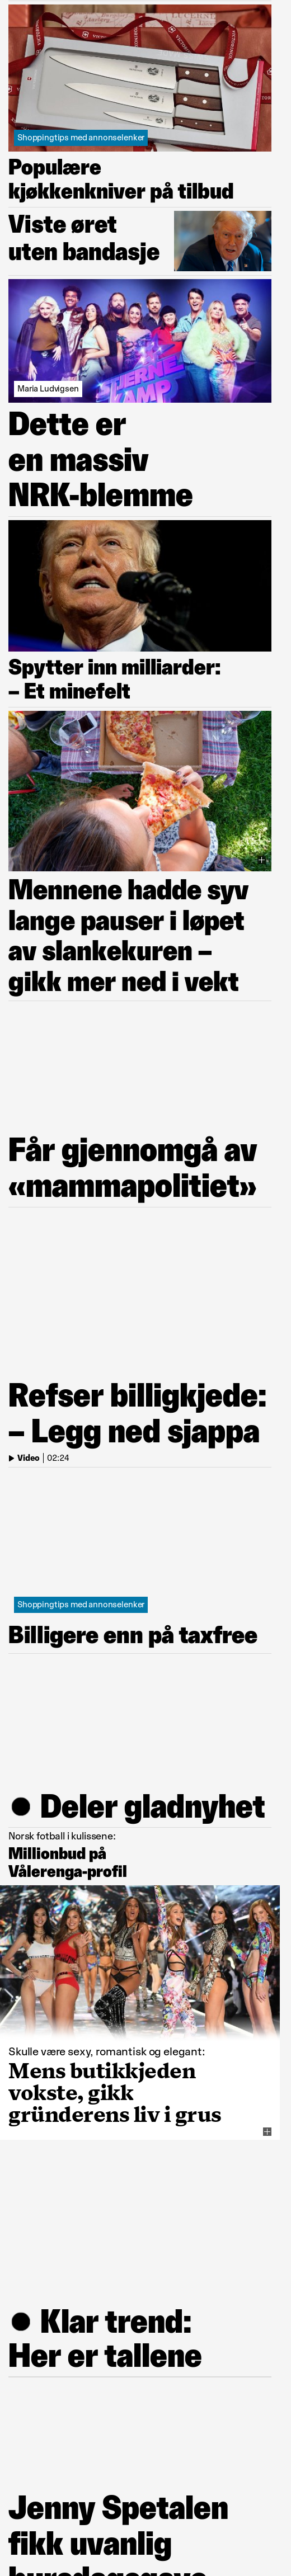 Shoppingtips med annonselenker
Populære
kjøkkenkniver på tilbud
Viste øret
uten bandasje
STJERNE
KAMP
Maria Ludvigsen
Dette er
en massiv
NRK-blemme
Spytter inn milliarder:
– Et minefelt
Mennene hadde syv
lange pauser i løpet
av slankekuren –
gikk mer ned i vekt
Får gjennomgå av
«mammapolitiet»
Refser billigkjede:
– Legg ned sjappa
Video | 02:24
Shoppingtips med annonselenker
Billigere enn på taxfree
● Deler gladnyhet
Norsk fotball i kulissene:
Millionbud på
Vålerenga-profil
Skulle være sexy, romantisk og elegant:
Mens butikkjeden
vokste, gikk
gründerens liv i grus
● Klar trend:
Her er tallene
Jenny Spetalen
fikk uvanlig